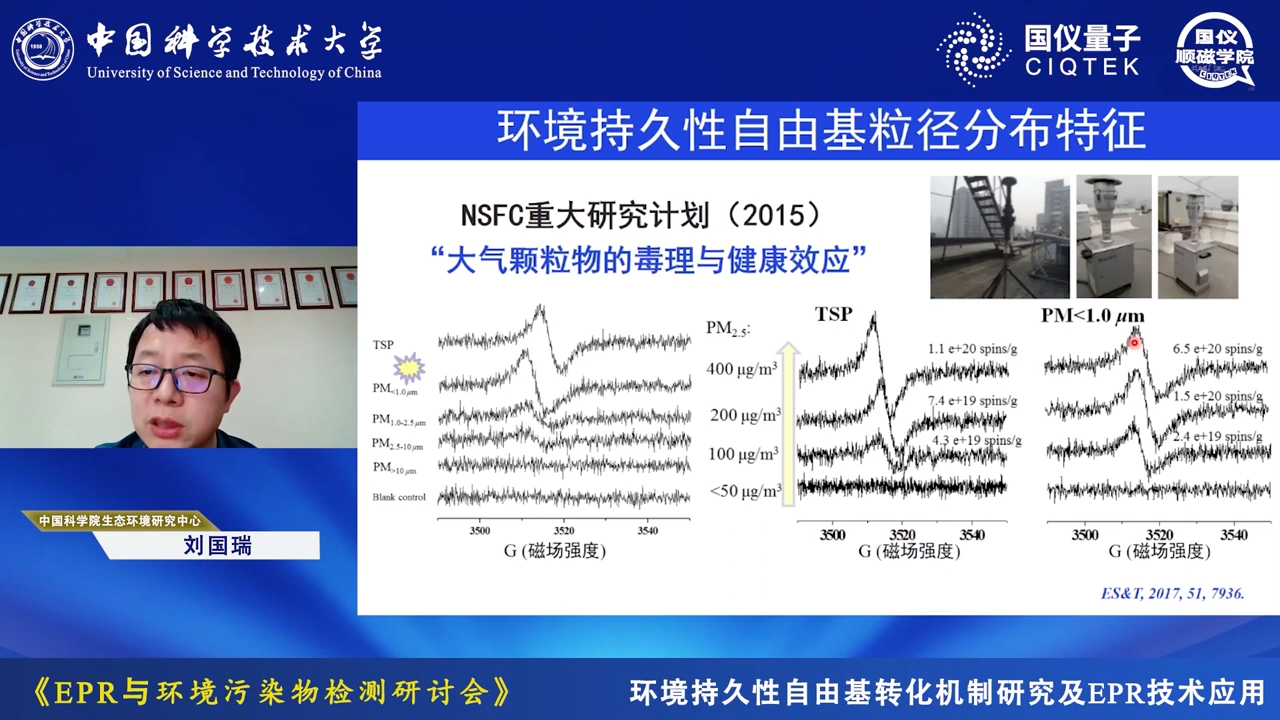 中国科学技术大学
University of Science and Technology of China
国仪量子
CIQTEK
国仪
顺磁学院
CIQTEK
环境持久性自由基粒径分布特征
NSFC重大研究计划（2015）
“大气颗粒物的毒理与健康效应”
TSP
PM<1.0 μm
PM1.0-2.5 μm
PM2.5-10 μm
PM>10 μm
Blank control
3500 3520 3540
G (磁场强度)
PM2.5:
400 μg/m³
200 μg/m³
100 μg/m³
<50 μg/m³
TSP
1.1 e+20 spins/g
7.4 e+19 spins/g
4.3 e+19 spins/g
3500 3520 3540
G (磁场强度)
PM<1.0 μm
6.5 e+20 spins/g
1.5 e+20 spins/g
2.4 e+19 spins/g
3500 3520 3540
G (磁场强度)
ES&T, 2017, 51, 7936.
中国科学院生态环境研究中心
刘国瑞
《EPR与环境污染物检测研讨会》
环境持久性自由基转化机制研究及EPR技术应用